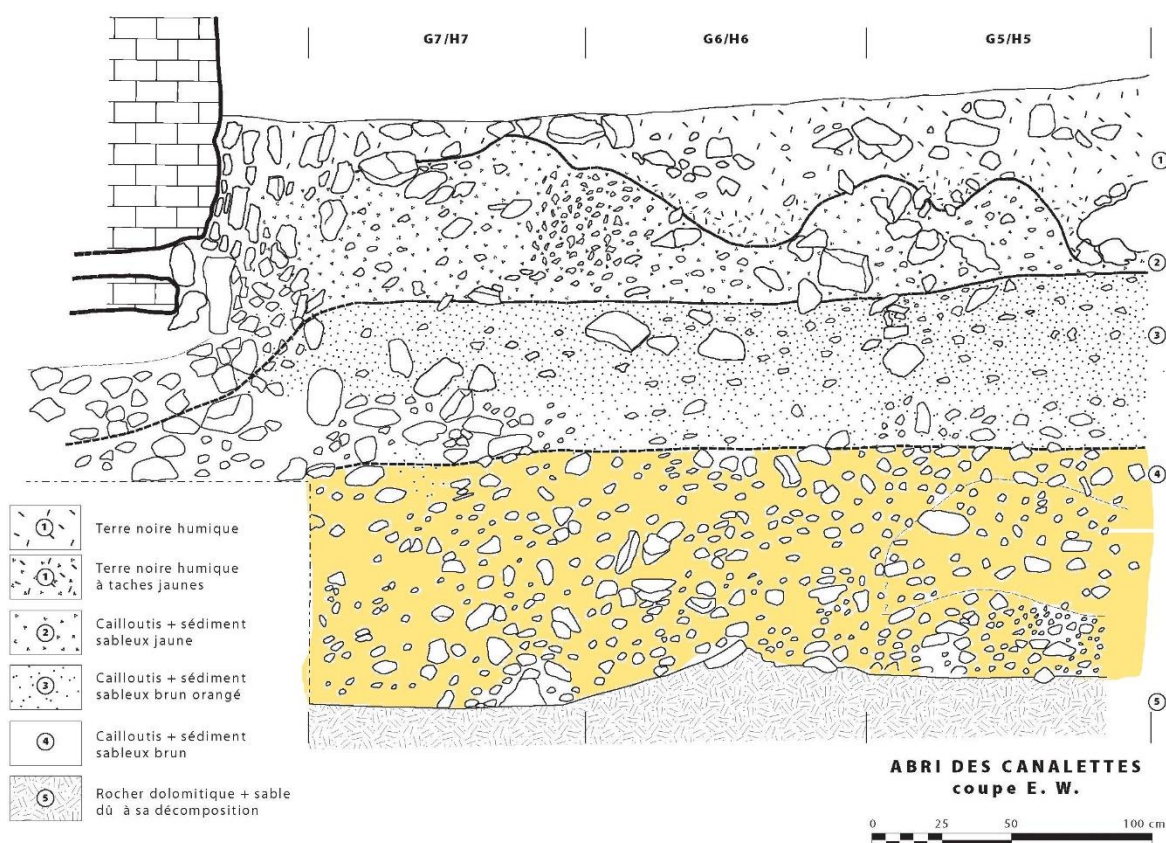 G7/H7
G6/H6
G5/H5
1
2
3
4
5
1 Terre noire humique
1 Terre noire humique
à taches jaunes
2 Cailloutis + sédiment
sableux jaune
3 Cailloutis + sédiment
sableux brun orangé
4 Cailloutis + sédiment
sableux brun
5 Rocher dolomitique + sable
dû à sa décomposition
ABRI DES CANALETTES
coupe E. W.
0 25 50 100 cm